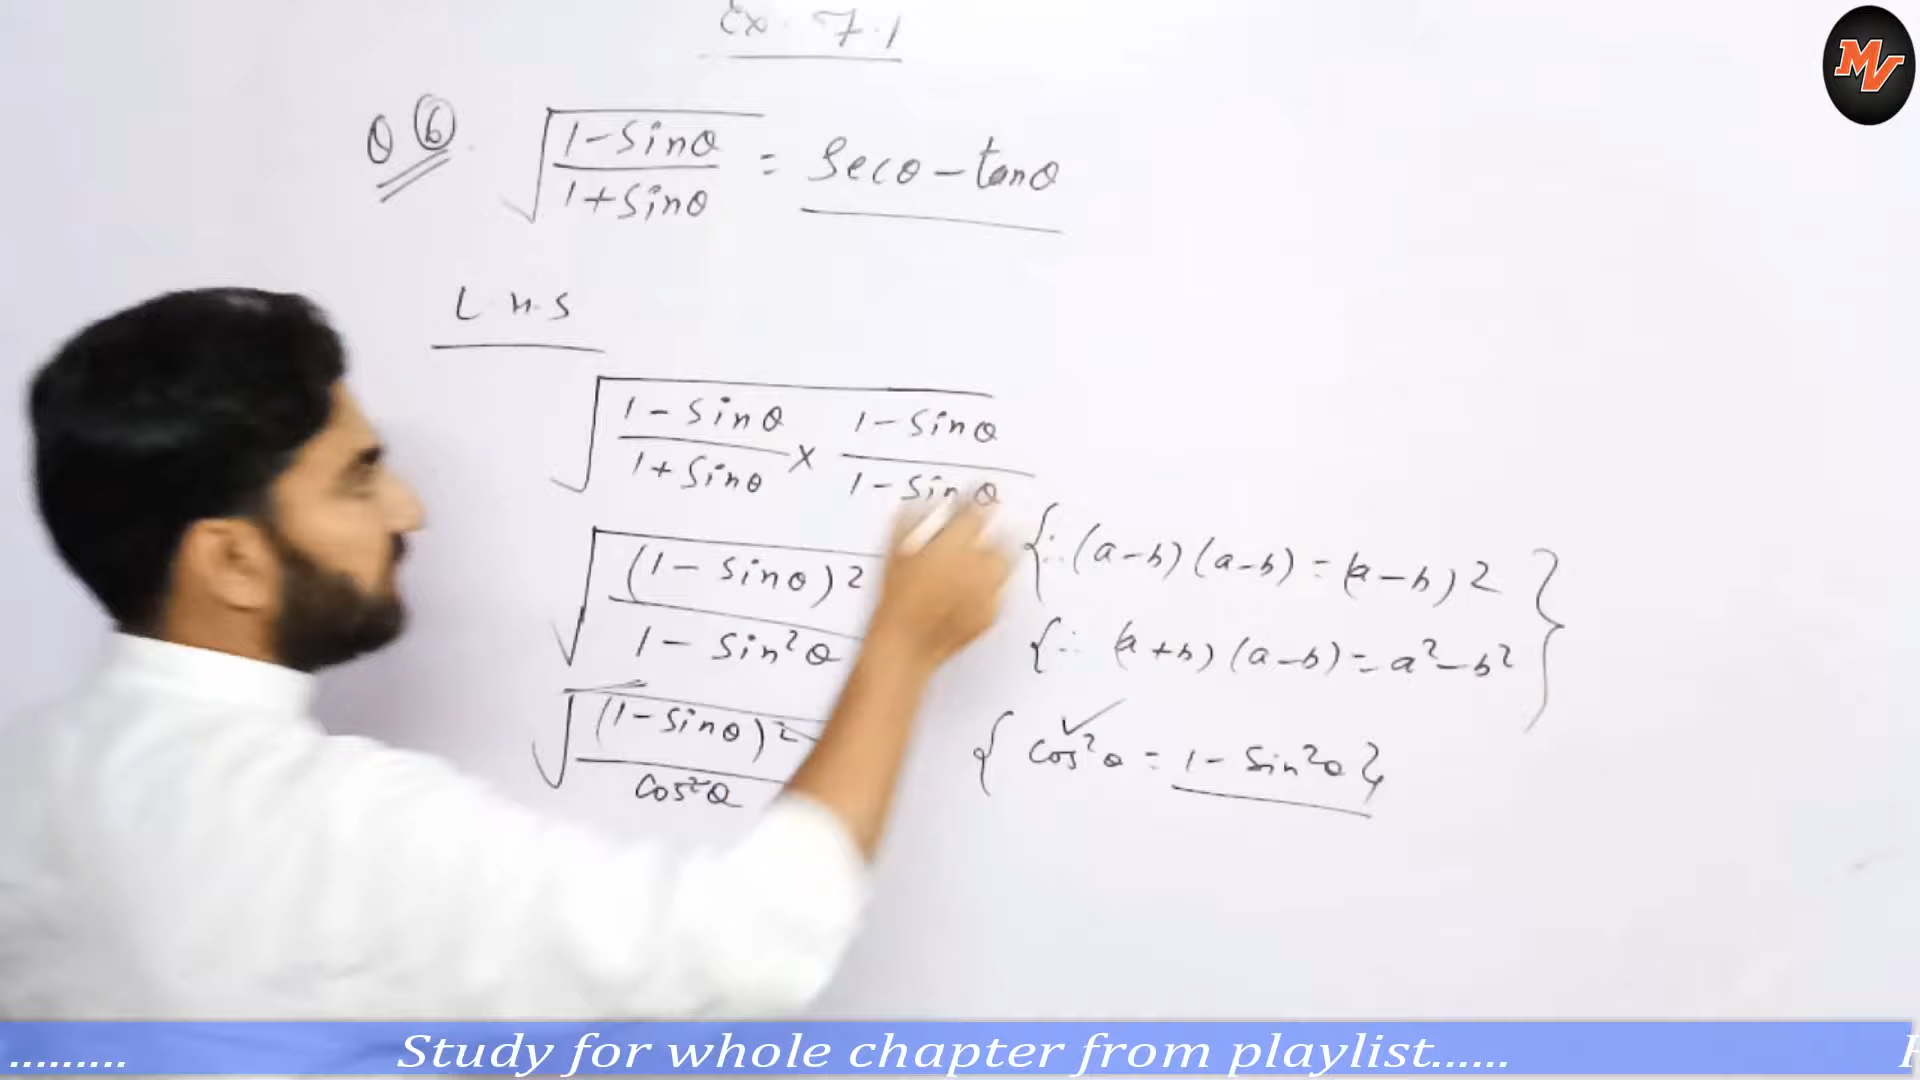 Ex. 7.1
Q 6. √((1-Sinθ)/(1+Sinθ)) = Secθ-tanθ
L.H.S
√((1-Sinθ)/(1+Sinθ) × (1-Sinθ)/(1-Sinθ))
√((1-Sinθ)²/(1-Sin²θ)) {∵ (a-b)(a-b) = (a-b)²
{∵ (a+b)(a-b) = a²-b² }
√((1-Sinθ)²/Cos²θ) { Cos²θ = 1-Sin²θ }
MV
......... Study for whole chapter from playlist......